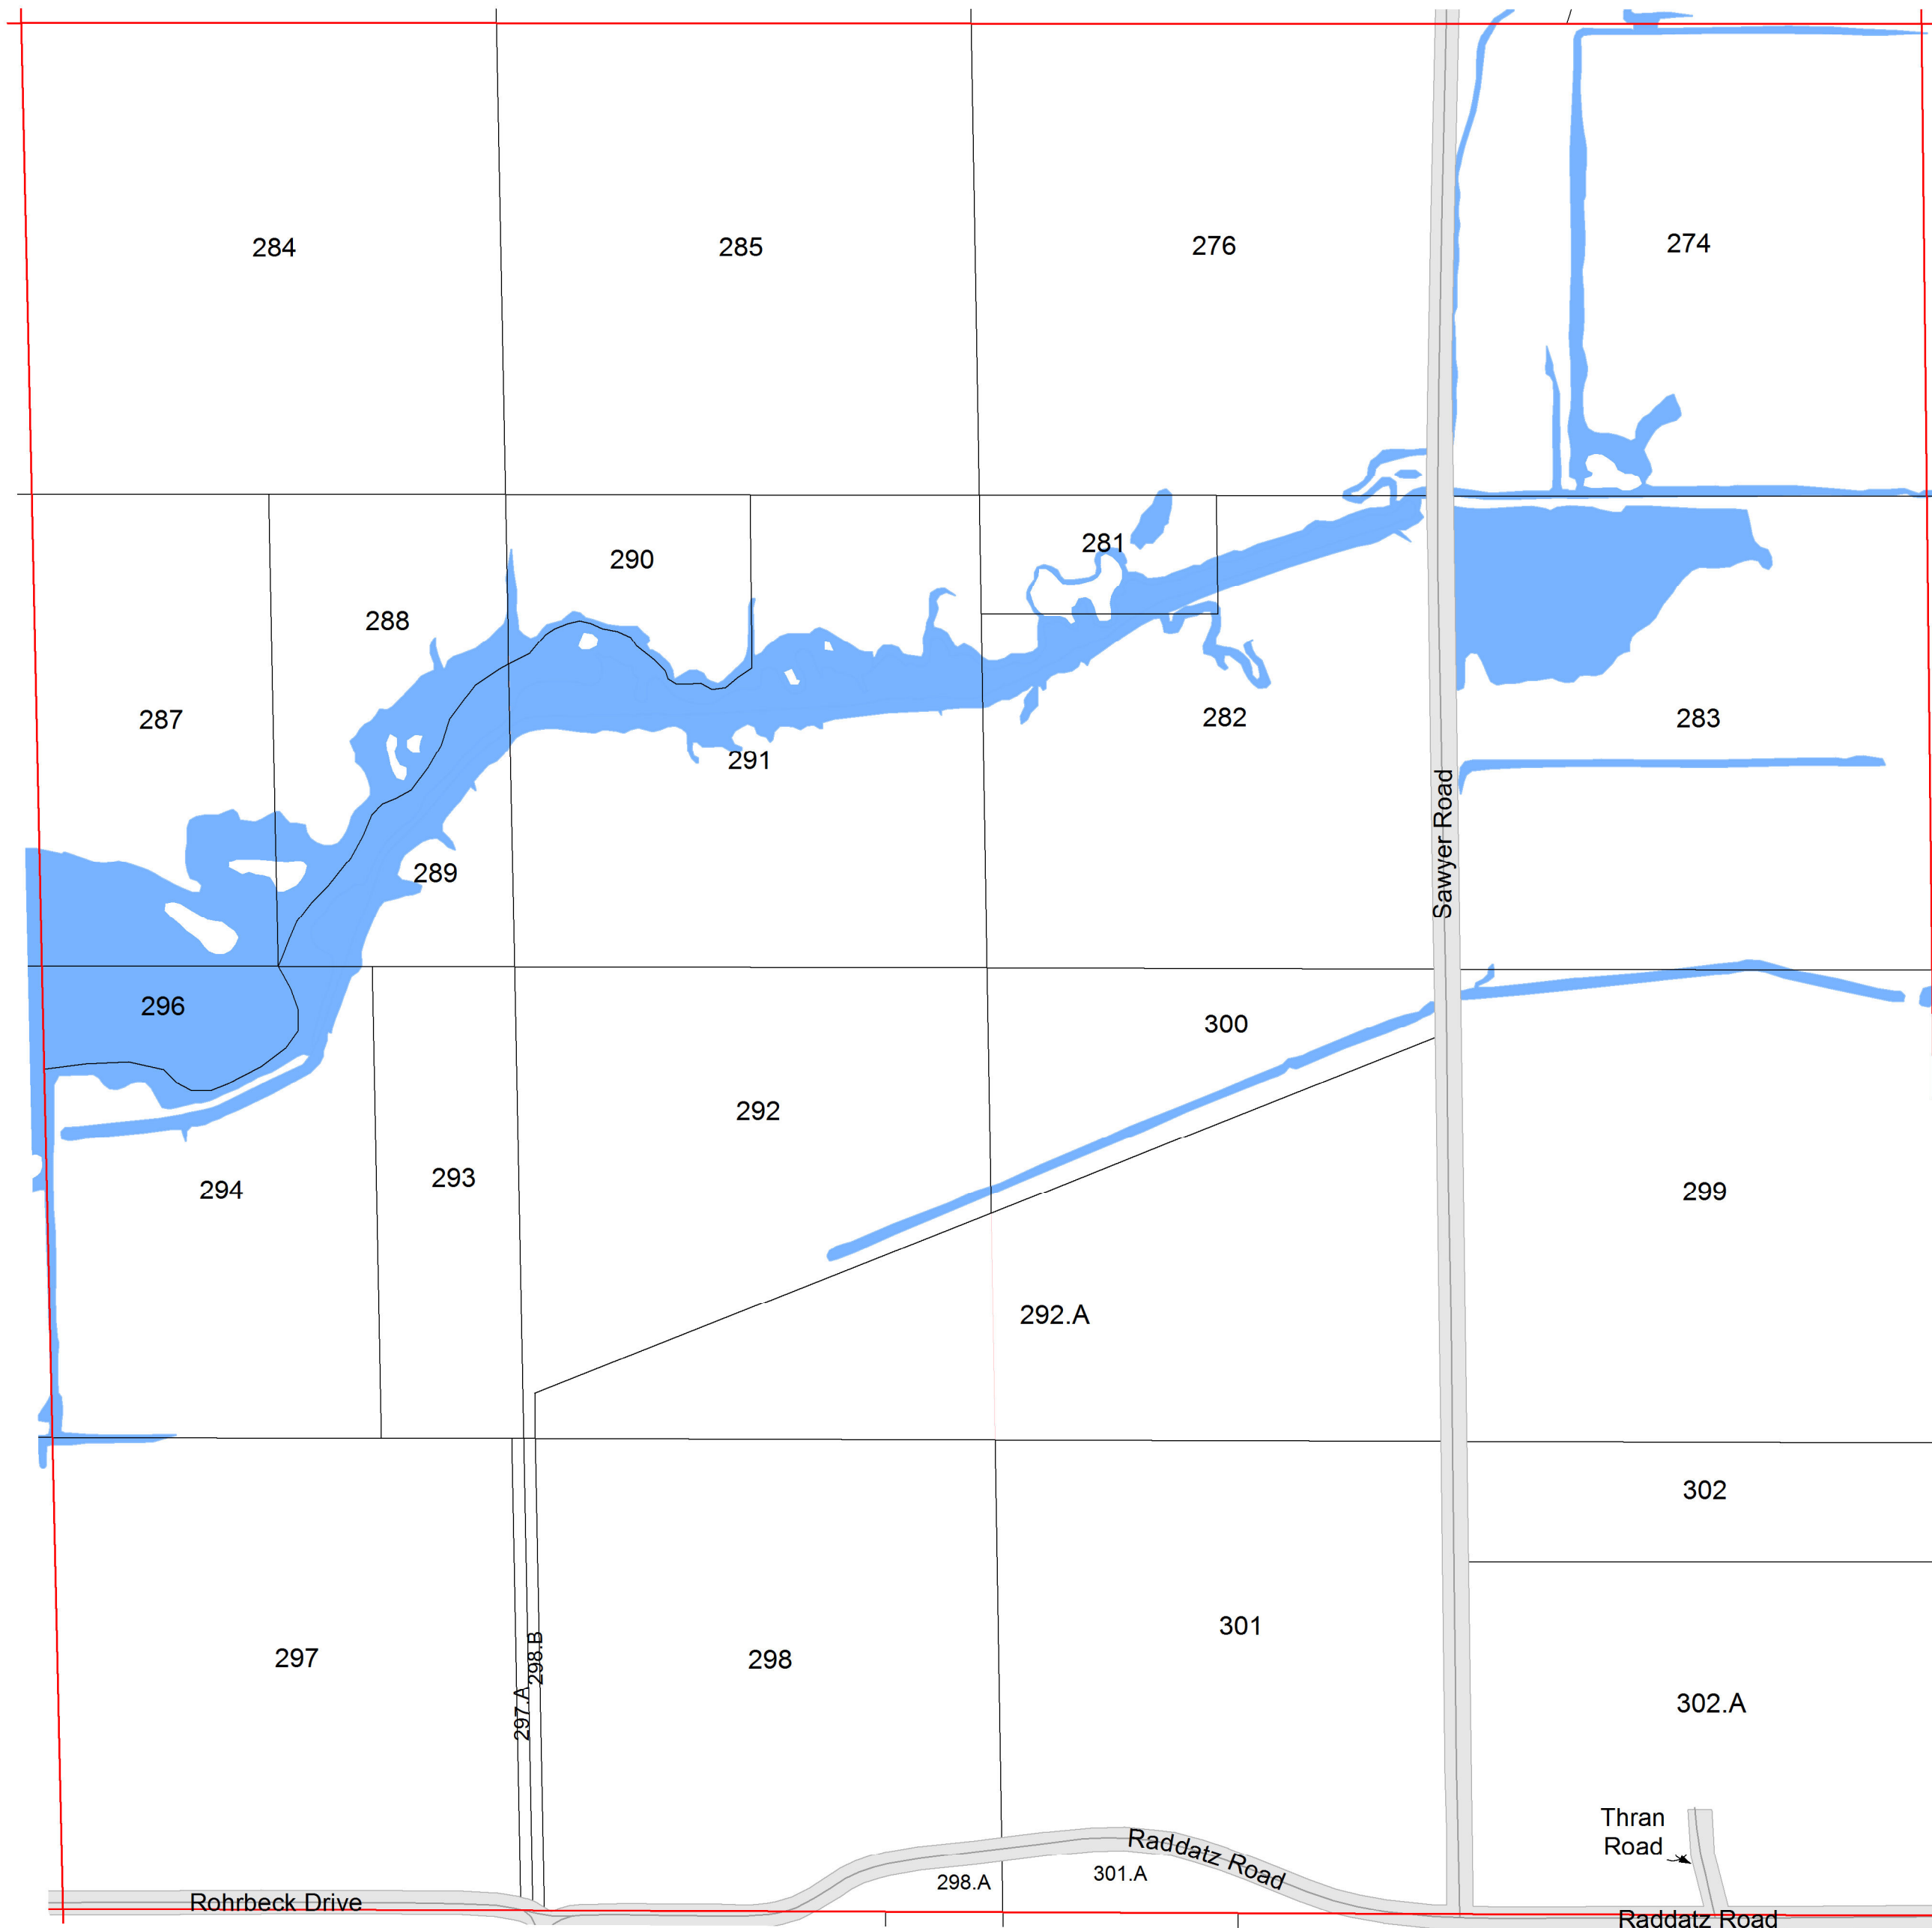 284
285
276
274
281
290
288
287
282
283
291
289
Sawyer Road
296
300
292
293
294
299
292.A
302
301
297
298
298.B
297.A
302.A
Thran
Road
Raddatz Road
298.A
301.A
Rohrbeck Drive
Raddatz Road